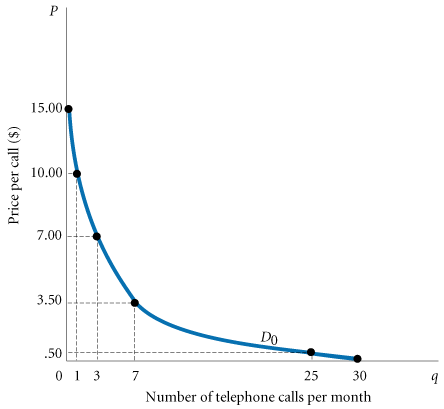 P
15.00
10.00
7.00
3.50
.50
Price per call ($)
D0
0 1 3 7 25 30 q
Number of telephone calls per month